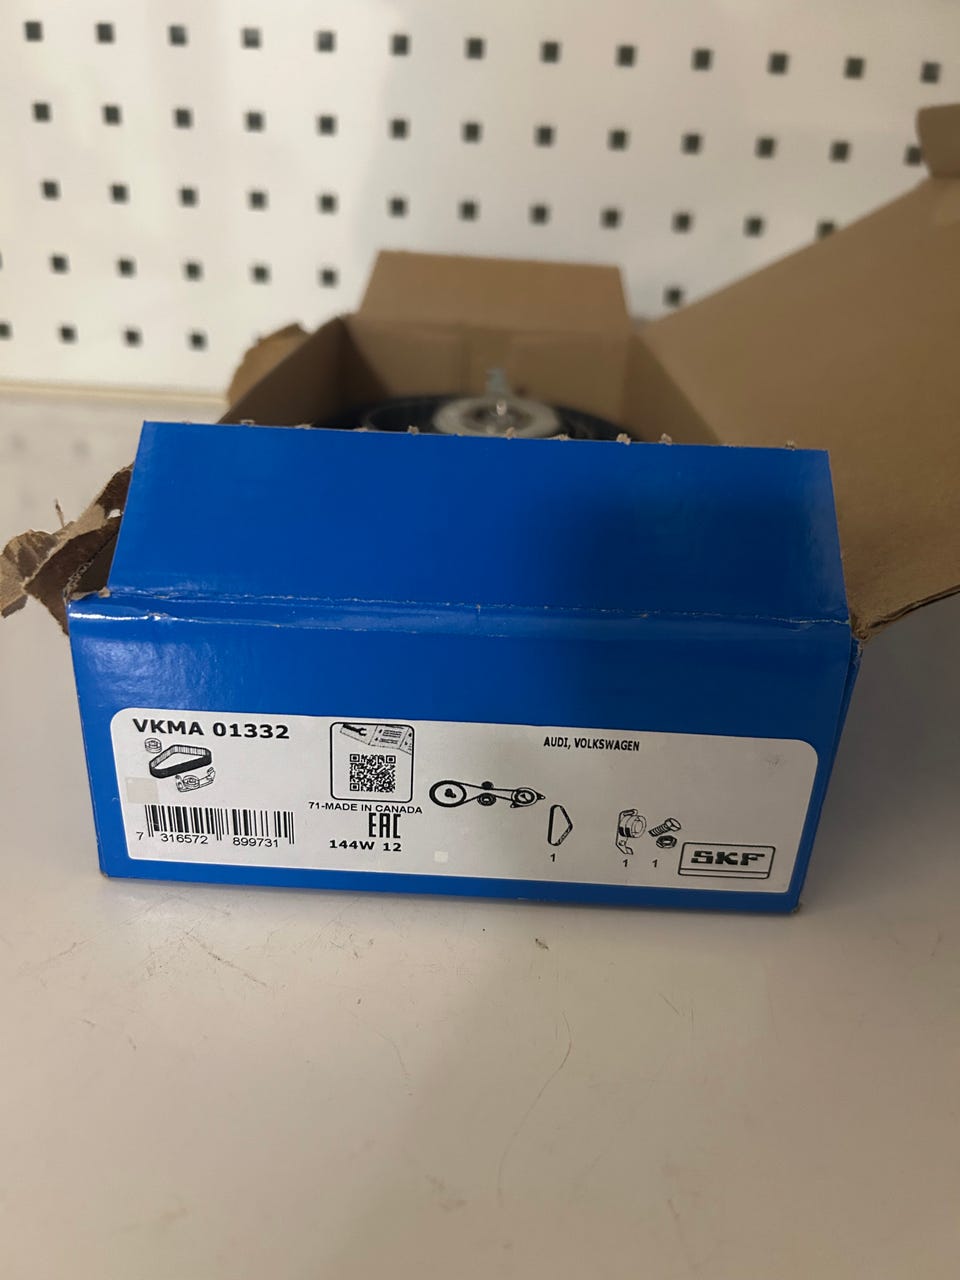 VKMA 01332
AUDI, VOLKSWAGEN
71-MADE IN CANADA
EAC
144W 12
7 316572 899731
1
1 1
SKF